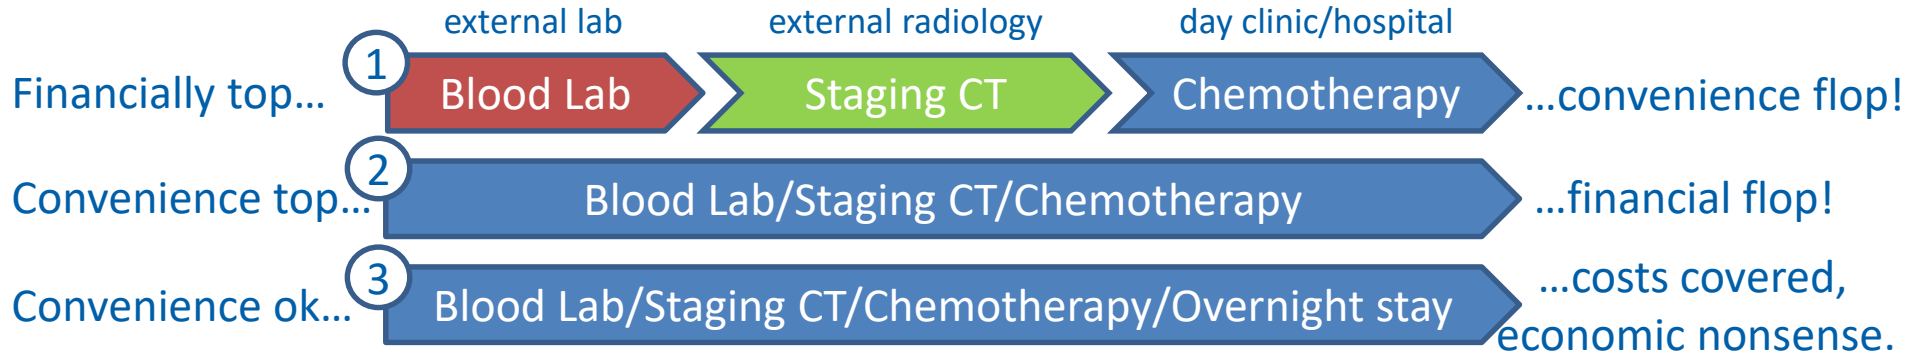 external lab external radiology day clinic/hospital
Financially top... 1 Blood Lab Staging CT Chemotherapy ...convenience flop!
Convenience top... 2 Blood Lab/Staging CT/Chemotherapy ...financial flop!
Convenience ok... 3 Blood Lab/Staging CT/Chemotherapy/Overnight stay ...costs covered,
economic nonsense.